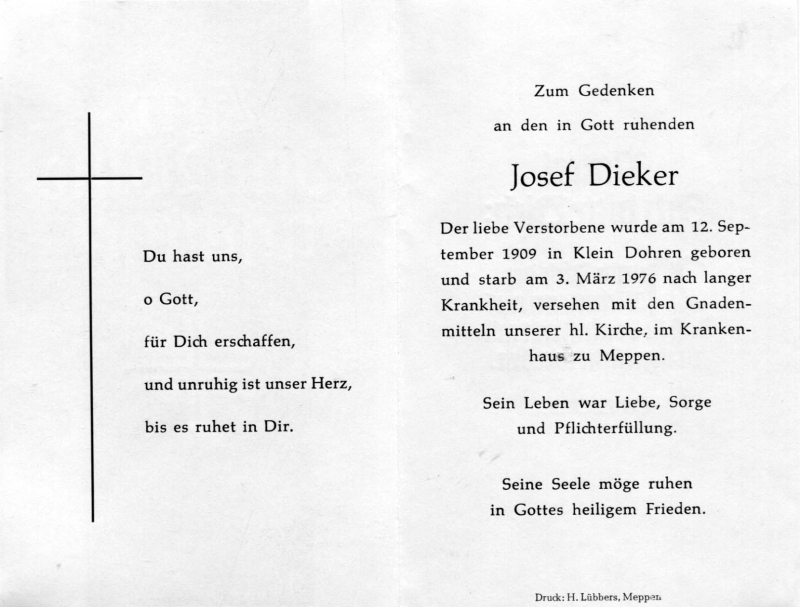 Du hast uns,
o Gott,
für Dich erschaffen,
und unruhig ist unser Herz,
bis es ruhet in Dir.
Zum Gedenken
an den in Gott ruhenden
Josef Dieker
Der liebe Verstorbene wurde am 12. Sep-
tember 1909 in Klein Dohren geboren
und starb am 3. März 1976 nach langer
Krankheit, versehen mit den Gnaden-
mitteln unserer hl. Kirche, im Kranken-
haus zu Meppen.
Sein Leben war Liebe, Sorge
und Pflichterfüllung.
Seine Seele möge ruhen
in Gottes heiligem Frieden.
Druck: H. Lübbers, Meppen